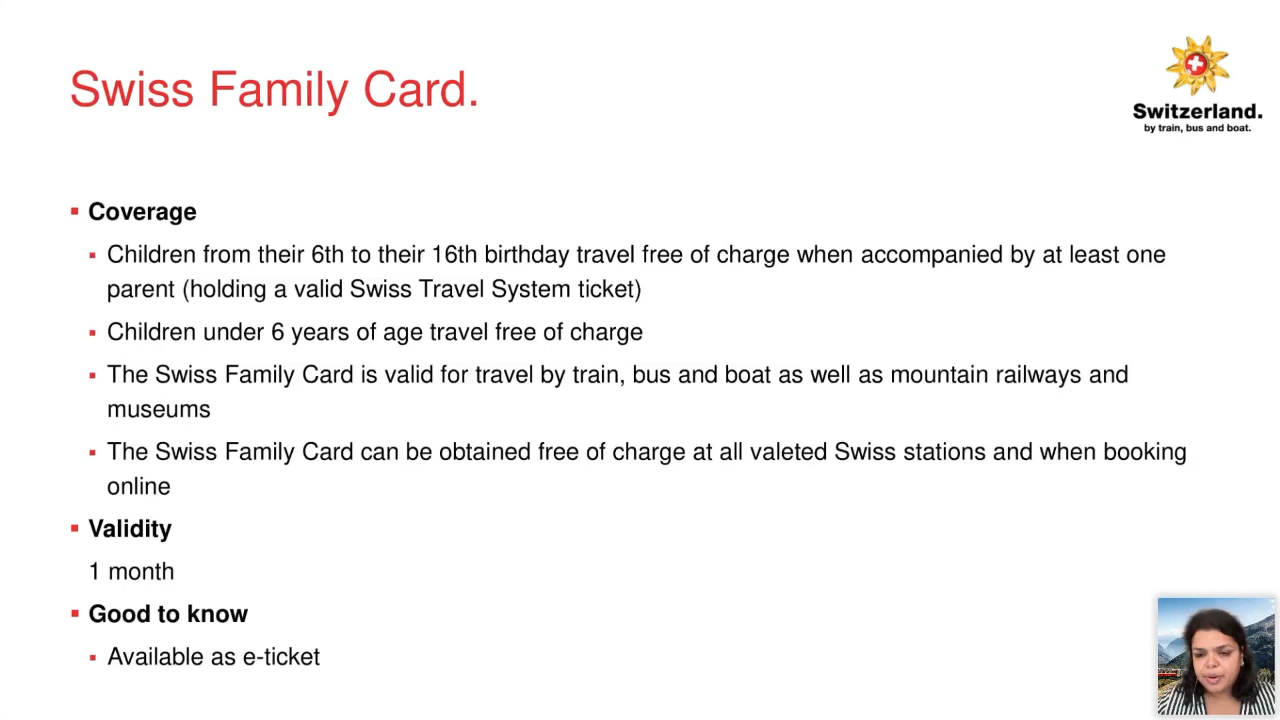 Swiss Family Card.
Switzerland.
by train, bus and boat.
▪ Coverage
▪ Children from their 6th to their 16th birthday travel free of charge when accompanied by at least one
parent (holding a valid Swiss Travel System ticket)
▪ Children under 6 years of age travel free of charge
▪ The Swiss Family Card is valid for travel by train, bus and boat as well as mountain railways and
museums
▪ The Swiss Family Card can be obtained free of charge at all valeted Swiss stations and when booking
online
▪ Validity
1 month
▪ Good to know
▪ Available as e-ticket